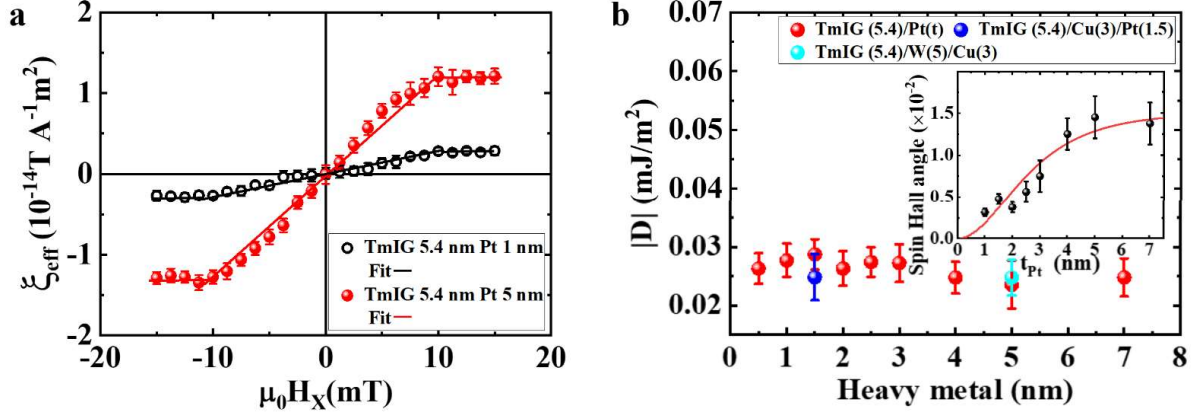 a
2
1
0
-1
-2
ξeff (10⁻¹⁴T A⁻¹m²)
TmIG 5.4 nm Pt 1 nm
Fit
TmIG 5.4 nm Pt 5 nm
Fit
-20 -10 0 10 20
μ₀Hx(mT)
b
0.07
0.06
0.05
0.04
0.03
0.02
|D| (mJ/m²)
TmIG (5.4)/Pt(t) TmIG (5.4)/Cu(3)/Pt(1.5)
TmIG (5.4)/W(5)/Cu(3)
Spin Hall angle (×10⁻²)
1.5
1.0
0.5
0.0
0 1 2 3 4 5 6 7
tPt (nm)
0 1 2 3 4 5 6 7 8
Heavy metal (nm)